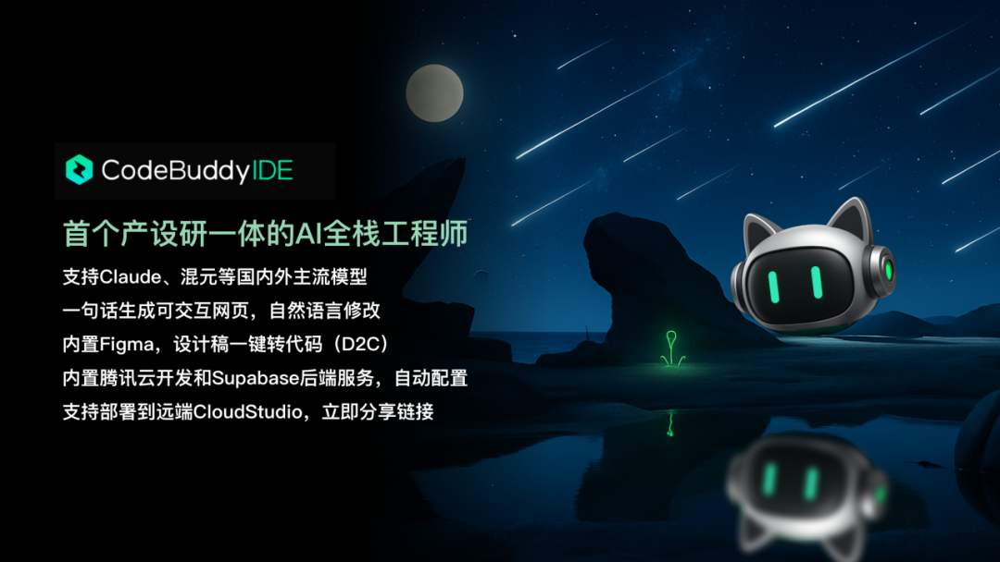 CodeBuddyIDE
首个产设研一体的AI全栈工程师
支持Claude、混元等国内外主流模型
一句话生成可交互网页，自然语言修改
内置Figma，设计稿一键转代码（D2C）
内置腾讯云开发和Supabase后端服务，自动配置
支持部署到远端CloudStudio，立即分享链接